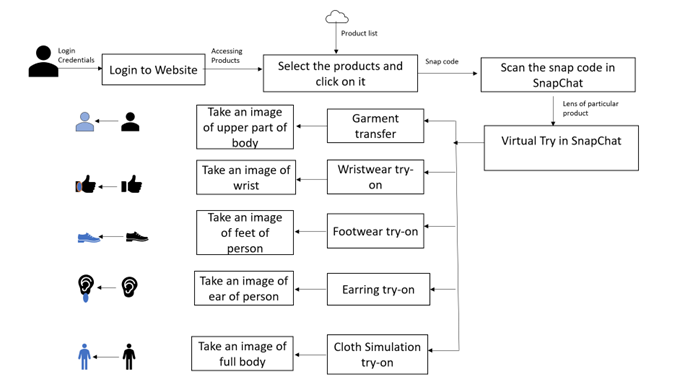 Product list
Login
Credentials
Login to Website
Accessing
Products
Select the products and
click on it
Snap code
Scan the snap code in
SnapChat
Lens of particular
product
Virtual Try in SnapChat
Take an image
of upper part of
body
Garment
transfer
Take an image of
wrist
Wristwear try-
on
Take an image
of feet of
person
Footwear try-on
Take an image of
ear of person
Earring try-on
Take an image of
full body
Cloth Simulation
try-on